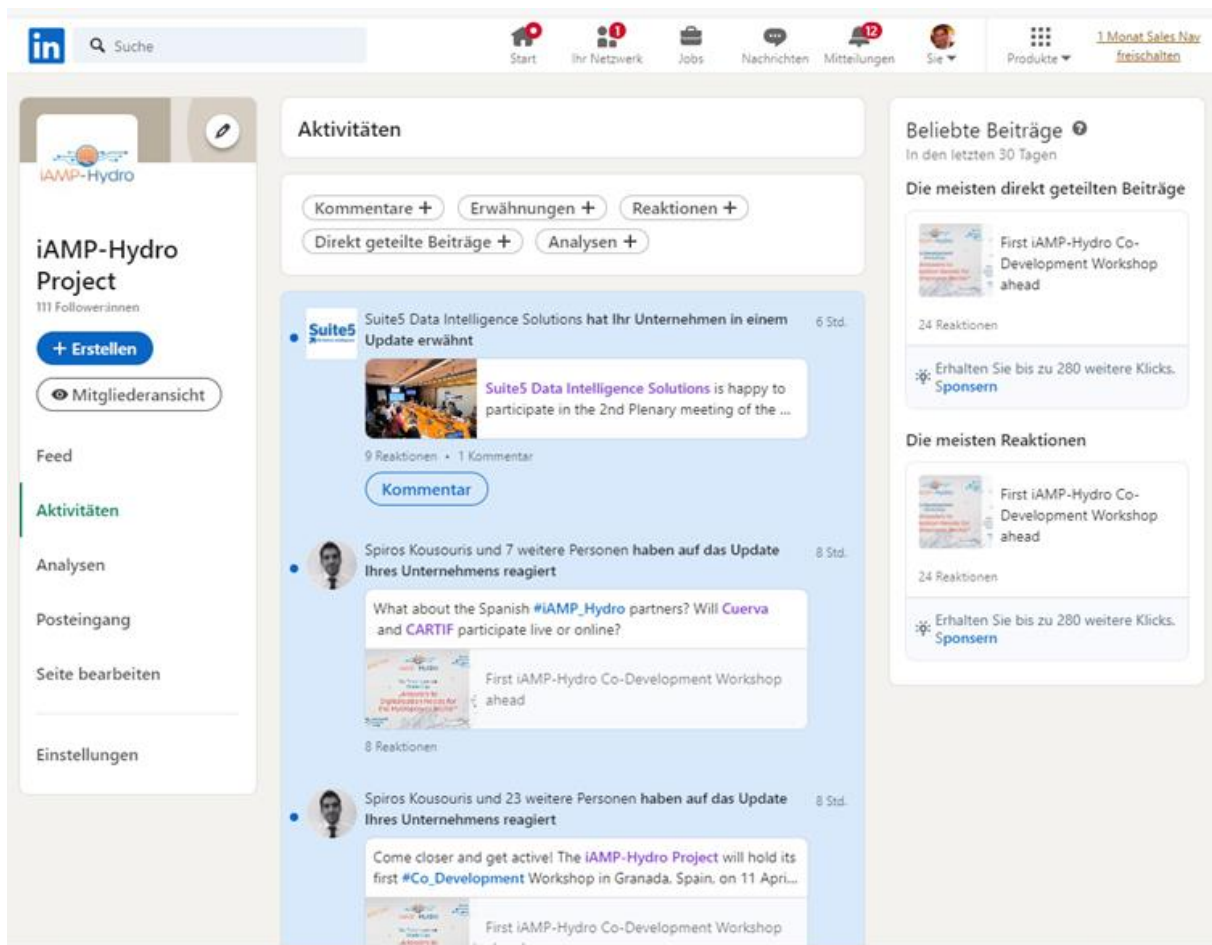 in
Suche
1
12
Start
Ihr Netzwerk
Jobs
Nachrichten
Mitteilungen
Sie
Produkte
1 Monat Sales Nav
freischalten
iAMP-Hydro
iAMP-Hydro
Project
111 Follower:innen
+ Erstellen
Mitgliederansicht
Feed
Aktivitäten
Analysen
Posteingang
Seite bearbeiten
Einstellungen
Aktivitäten
Kommentare +
Erwähnungen +
Reaktionen +
Direkt geteilte Beiträge +
Analysen +
Suite5
Suite5 Data Intelligence Solutions hat Ihr Unternehmen in einem
Update erwähnt
6 Std.
Suite5 Data Intelligence Solutions is happy to
participate in the 2nd Plenary meeting of the ...
9 Reaktionen • 1 Kommentar
Kommentar
Spiros Kousouris und 7 weitere Personen haben auf das Update
Ihres Unternehmens reagiert
8 Std.
What about the Spanish #iAMP_Hydro partners? Will Cuerva
and CARTIF participate live or online?
First iAMP-Hydro Co-Development Workshop
ahead
8 Reaktionen
Spiros Kousouris und 23 weitere Personen haben auf das Update
Ihres Unternehmens reagiert
8 Std.
Come closer and get active! The iAMP-Hydro Project will hold its
first #Co_Development Workshop in Granada, Spain, on 11 Apri...
First iAMP-Hydro Co-Development Workshop
Beliebte Beiträge
In den letzten 30 Tagen
Die meisten direkt geteilten Beiträge
First iAMP-Hydro Co-
Development Workshop
ahead
24 Reaktionen
Erhalten Sie bis zu 280 weitere Klicks.
Sponsern
Die meisten Reaktionen
First iAMP-Hydro Co-
Development Workshop
ahead
24 Reaktionen
Erhalten Sie bis zu 280 weitere Klicks.
Sponsern